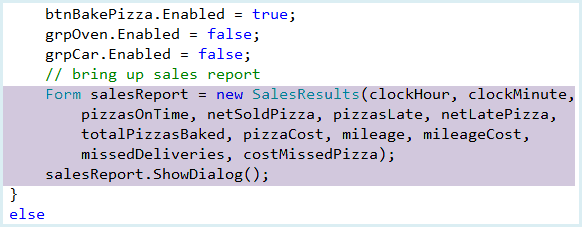 btnBakePizza.Enabled = true;
grpOven.Enabled = false;
grpCar.Enabled = false;
// bring up sales report
Form salesReport = new SalesResults(clockHour, clockMinute,
pizzasOnTime, netSoldPizza, pizzasLate, netLatePizza,
totalPizzasBaked, pizzaCost, mileage, mileageCost,
missedDeliveries, costMissedPizza);
salesReport.ShowDialog();
}
else